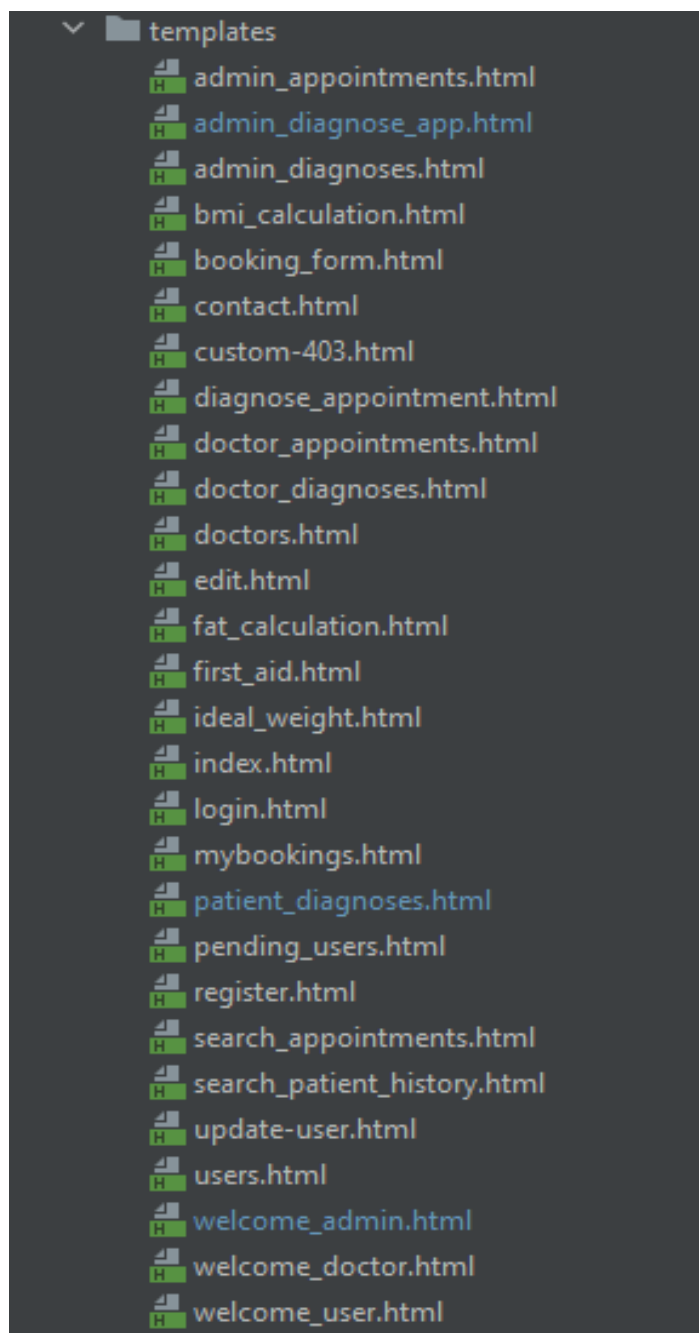 templates
admin_appointments.html
admin_diagnose_app.html
admin_diagnoses.html
bmi_calculation.html
booking_form.html
contact.html
custom-403.html
diagnose_appointment.html
doctor_appointments.html
doctor_diagnoses.html
doctors.html
edit.html
fat_calculation.html
first_aid.html
ideal_weight.html
index.html
login.html
mybookings.html
patient_diagnoses.html
pending_users.html
register.html
search_appointments.html
search_patient_history.html
update-user.html
users.html
welcome_admin.html
welcome_doctor.html
welcome_user.html